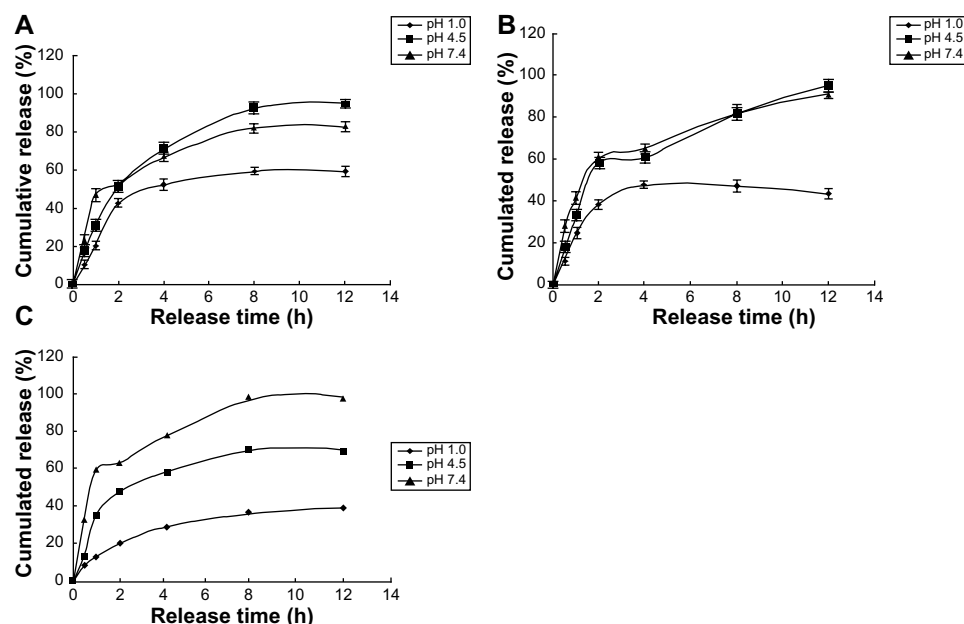 A
pH 1.0
pH 4.5
pH 7.4
Cumulative release (%)
120
100
80
60
40
20
0
0 2 4 6 8 10 12 14
Release time (h)
B
pH 1.0
pH 4.5
pH 7.4
Cumulated release (%)
120
100
80
60
40
20
0
0 2 4 6 8 10 12 14
Release time (h)
C
Cumulated release (%)
120
100
80
60
40
20
0
0 2 4 6 8 10 12 14
Release time (h)
pH 1.0
pH 4.5
pH 7.4